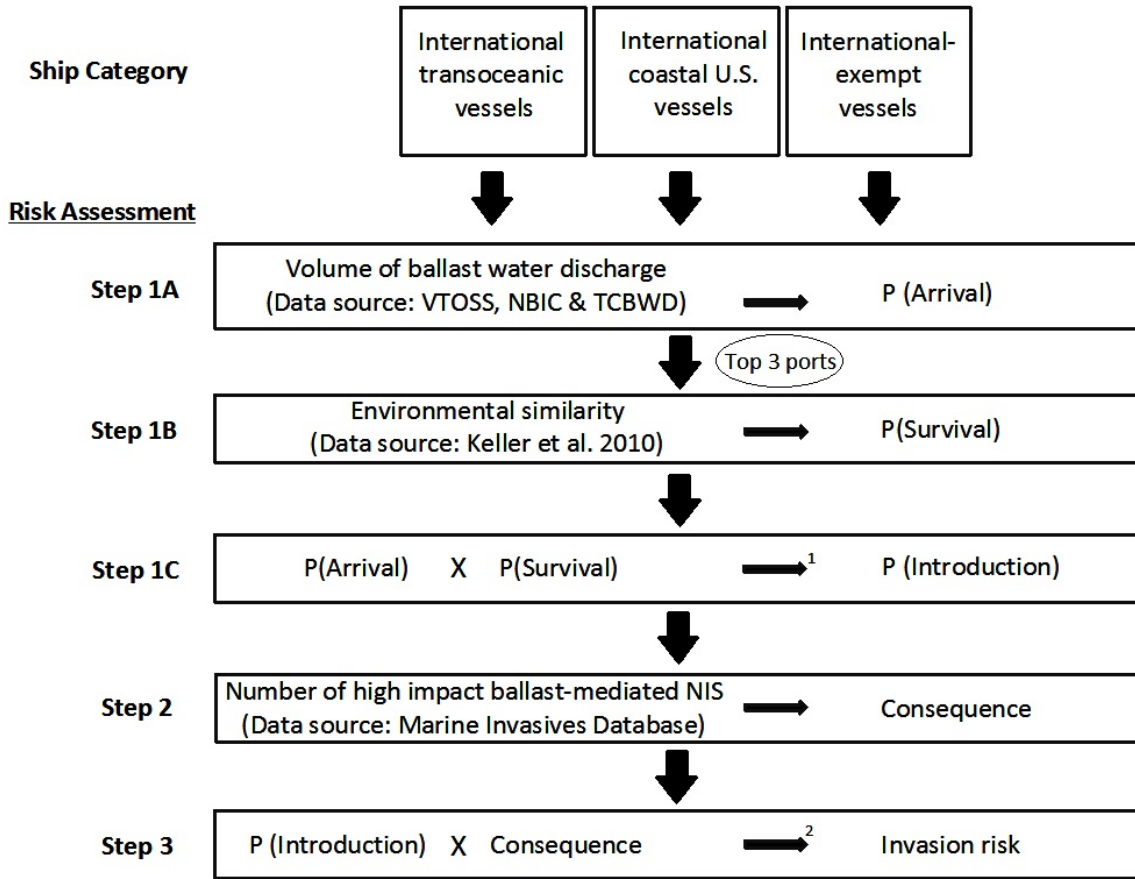 Ship Category
International
transoceanic
vessels
International
coastal U.S.
vessels
International-
exempt
vessels
Risk Assessment
Step 1A
Volume of ballast water discharge
(Data source: VTOSS, NBIC & TCBWD)
P (Arrival)
Top 3 ports
Step 1B
Environmental similarity
(Data source: Keller et al. 2010)
P(Survival)
Step 1C
P(Arrival) X P(Survival)
1
P (Introduction)
Step 2
Number of high impact ballast-mediated NIS
(Data source: Marine Invasives Database)
Consequence
Step 3
P (Introduction) X Consequence
2
Invasion risk